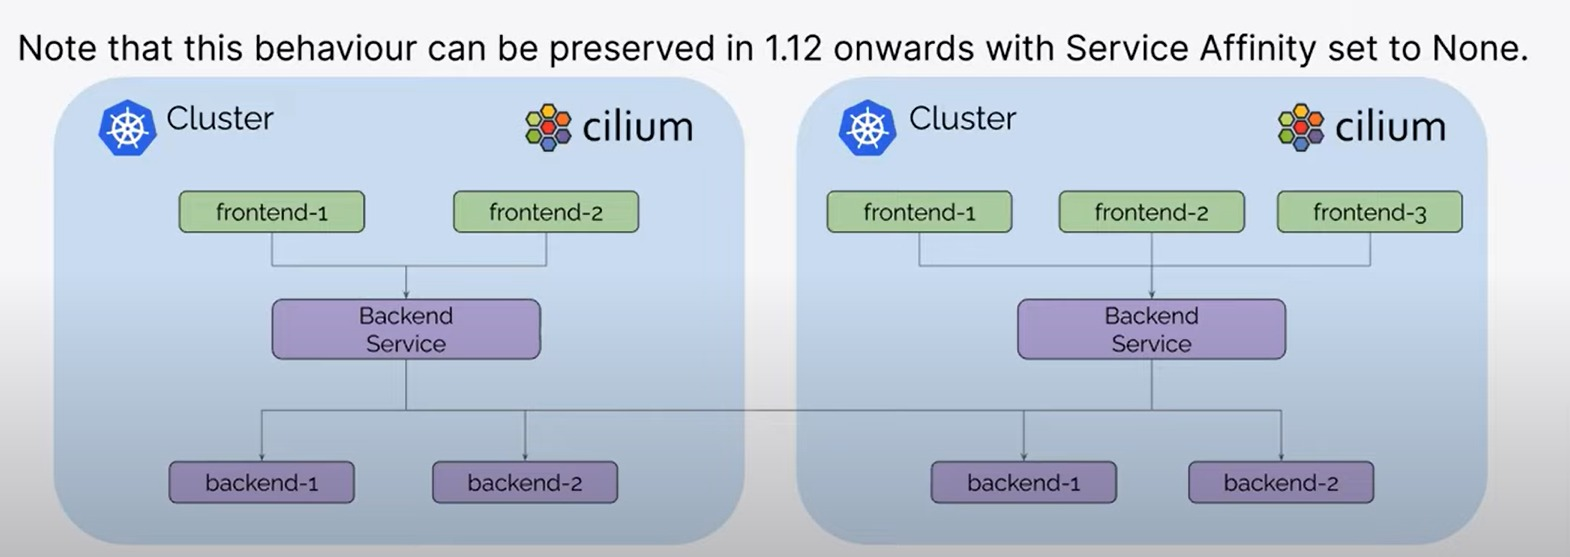 Note that this behaviour can be preserved in 1.12 onwards with Service Affinity set to None.
Cluster
cilium
frontend-1
frontend-2
Backend
Service
backend-1
backend-2
Cluster
cilium
frontend-1
frontend-2
frontend-3
Backend
Service
backend-1
backend-2